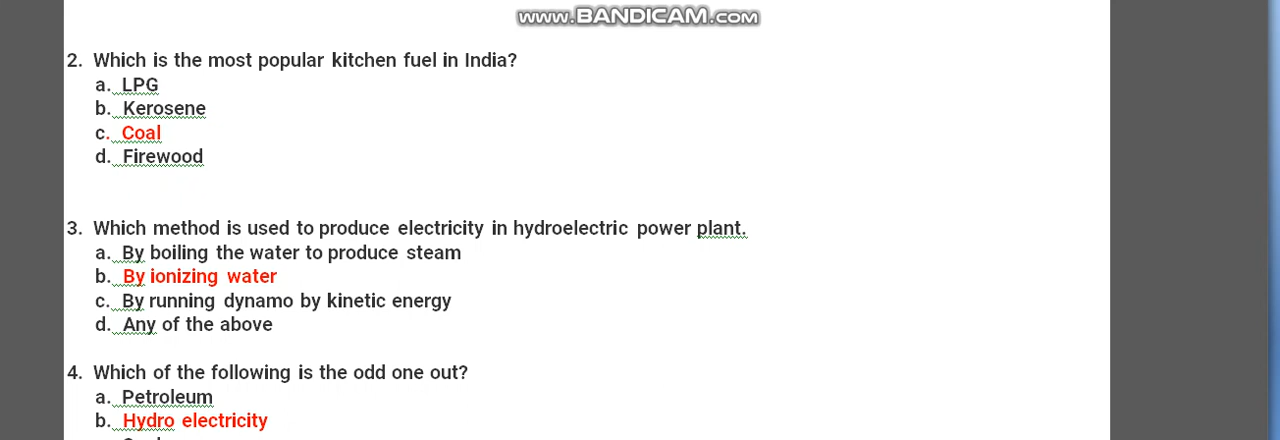 www.BANDICAM.com
2. Which is the most popular kitchen fuel in India?
a. LPG
b. Kerosene
c. Coal
d. Firewood
3. Which method is used to produce electricity in hydroelectric power plant.
a. By boiling the water to produce steam
b. By ionizing water
c. By running dynamo by kinetic energy
d. Any of the above
4. Which of the following is the odd one out?
a. Petroleum
b. Hydro electricity